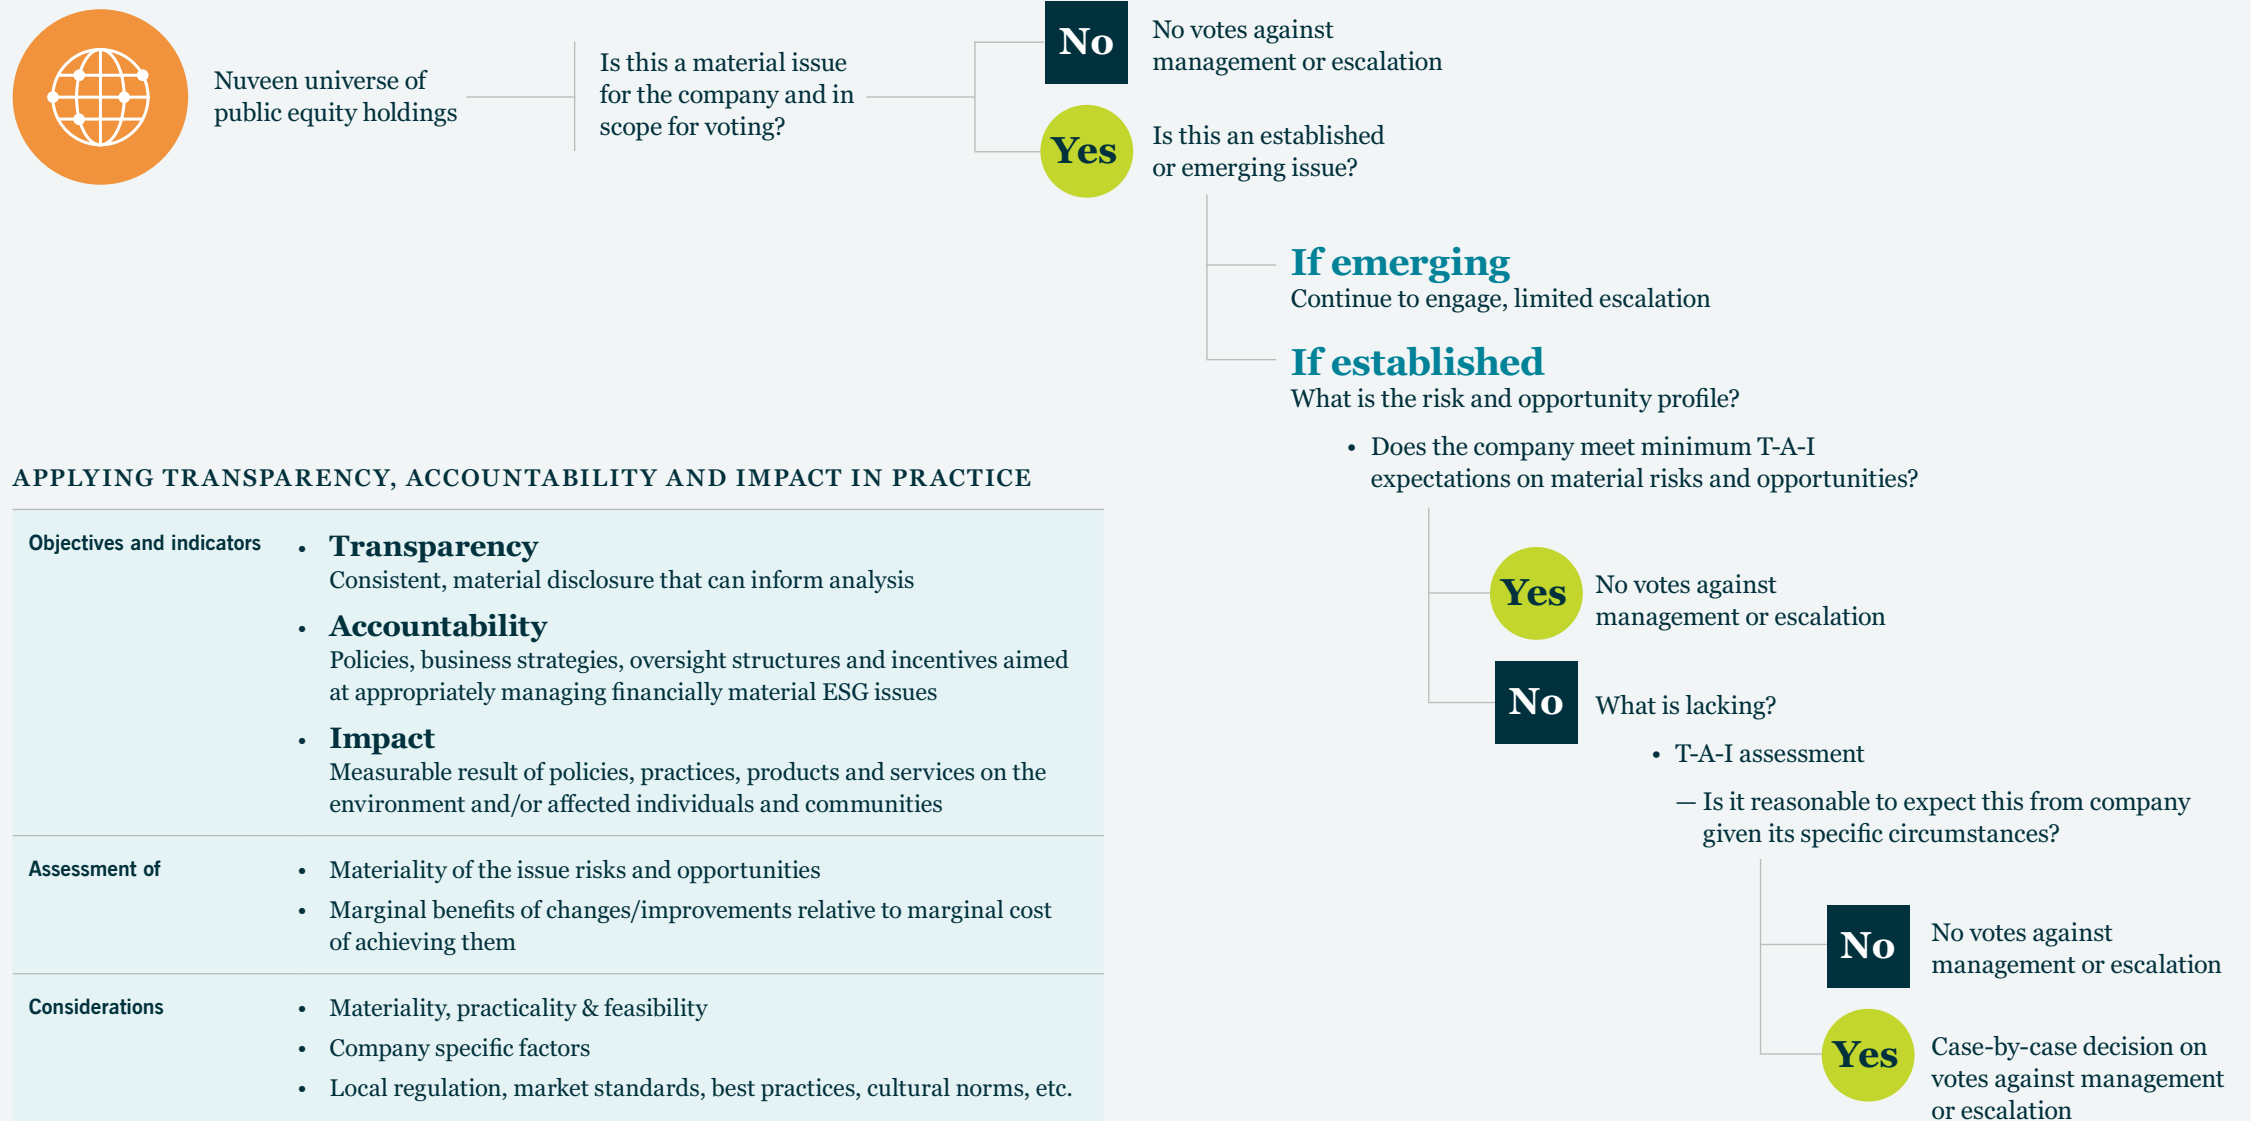 Nuveen universe of
public equity holdings
Is this a material issue
for the company and in
scope for voting?
No
No votes against
management or escalation
Yes
Is this an established
or emerging issue?
If emerging
Continue to engage, limited escalation
If established
What is the risk and opportunity profile?
• Does the company meet minimum T-A-I
expectations on material risks and opportunities?
Yes
No votes against
management or escalation
No
What is lacking?
• T-A-I assessment
— Is it reasonable to expect this from company
given its specific circumstances?
No
No votes against
management or escalation
Yes
Case-by-case decision on
votes against management
or escalation
APPLYING TRANSPARENCY, ACCOUNTABILITY AND IMPACT IN PRACTICE
Objectives and indicators
• Transparency
Consistent, material disclosure that can inform analysis
• Accountability
Policies, business strategies, oversight structures and incentives aimed
at appropriately managing financially material ESG issues
• Impact
Measurable result of policies, practices, products and services on the
environment and/or affected individuals and communities
Assessment of
• Materiality of the issue risks and opportunities
• Marginal benefits of changes/improvements relative to marginal cost
of achieving them
Considerations
• Materiality, practicality & feasibility
• Company specific factors
• Local regulation, market standards, best practices, cultural norms, etc.